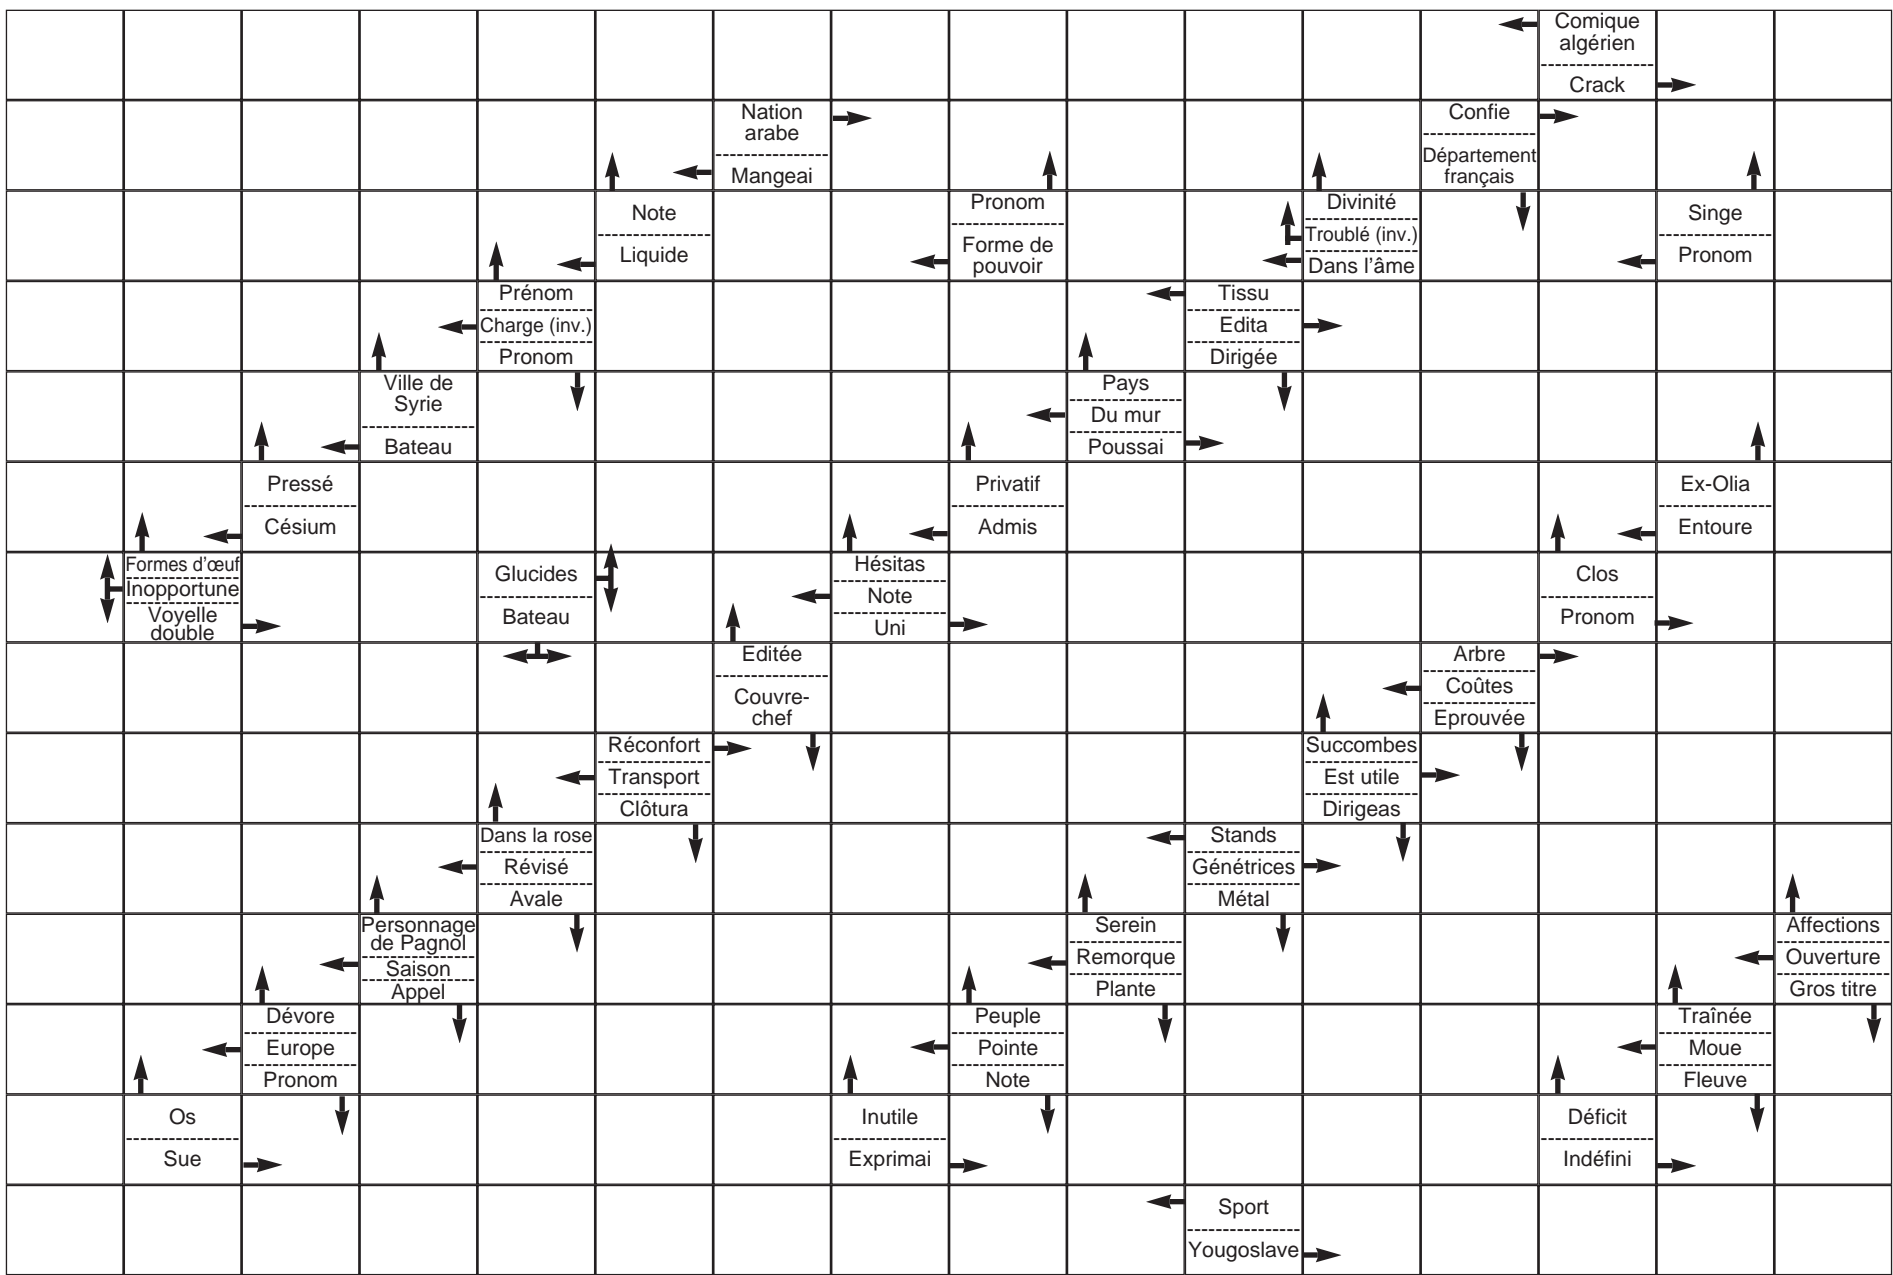 Comique
algérien
Crack
Nation
arabe
Mangeai
Confie
Département
français
Note
Liquide
Pronom
Forme de
pouvoir
Divinité
Troublé (inv.)
Dans l'âme
Singe
Pronom
Prénom
Charge (inv.)
Pronom
Tissu
Edita
Dirigée
Ville de
Syrie
Bateau
Pays
Du mur
Poussai
Pressé
Césium
Privatif
Admis
Ex-Olia
Entoure
Formes d'œuf
Inopportune
Voyelle
double
Glucides
Bateau
Hésitas
Note
Uni
Clos
Pronom
Editée
Couvre-
chef
Arbre
Coûtes
Eprouvée
Réconfort
Transport
Clôtura
Succombes
Est utile
Dirigeas
Dans la rose
Révisé
Avale
Stands
Génétrices
Métal
Personnage
de Pagnol
Saison
Appel
Serein
Remorque
Plante
Affections
Ouverture
Gros titre
Dévore
Europe
Pronom
Peuple
Pointe
Note
Traînée
Moue
Fleuve
Os
Sue
Inutile
Exprimai
Déficit
Indéfini
Sport
Yougoslave